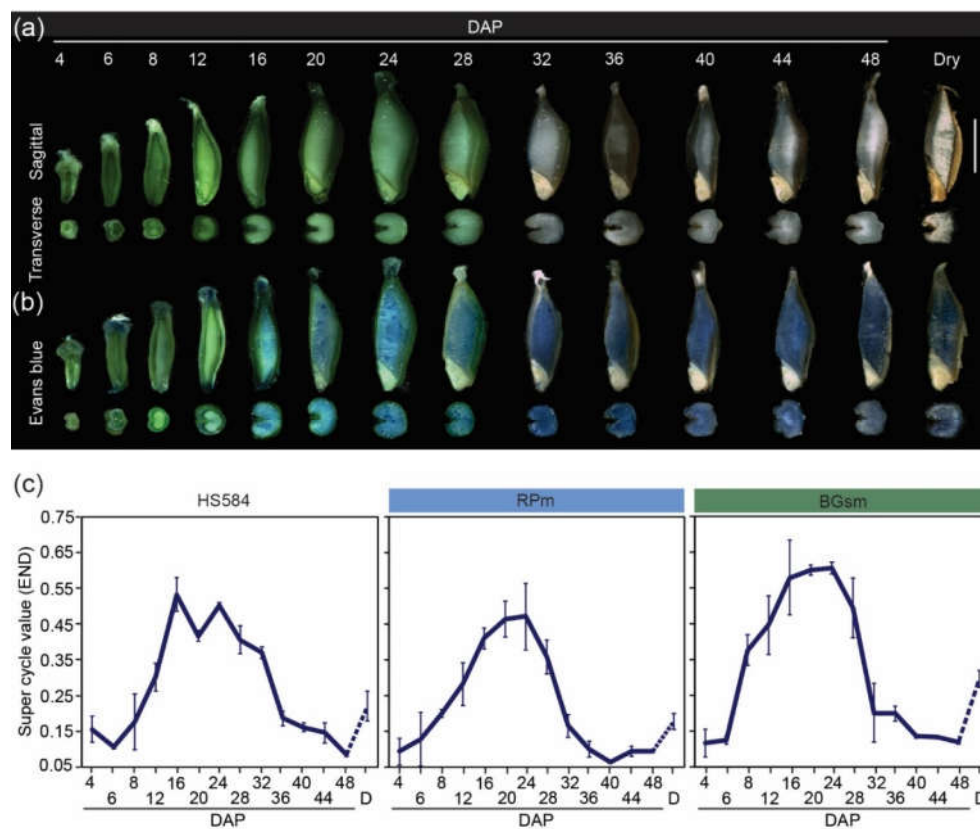 (a)
DAP
4 6 8 12 16 20 24 28 32 36 40 44 48 Dry
Sagittal
Transverse
(b)
Evans blue
(c)
HS584 RPm BGsm
Super cycle value (END)
0.75
0.65
0.55
0.45
0.35
0.25
0.15
0.05
4 8 16 24 32 40 48 4 8 16 24 32 40 48 4 8 16 24 32 40 48
6 12 20 28 36 44 D 6 12 20 28 36 44 D 6 12 20 28 36 44 D
DAP DAP DAP